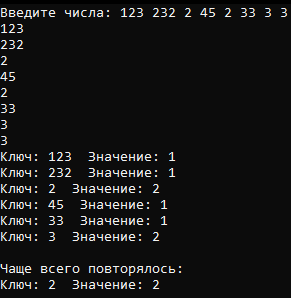 Введите числа: 123 232 2 45 2 33 3 3
123
232
2
45
2
33
3
3
Ключ: 123  Значение: 1
Ключ: 232  Значение: 1
Ключ: 2  Значение: 2
Ключ: 45  Значение: 1
Ключ: 33  Значение: 1
Ключ: 3  Значение: 2
Чаще всего повторялось:
Ключ: 2  Значение: 2